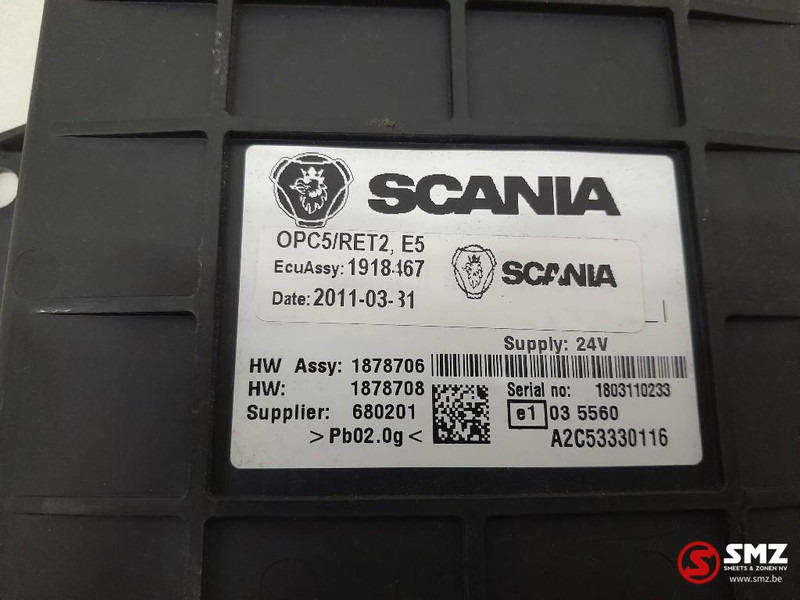 SCANIA
OPC5/RET2, E5
EcuAssy: 1918467
SCANIA
Date: 2011-03-31
Supply: 24V
HW Assy: 1878706
HW: 1878708
Serial no: 1803110233
Supplier: 680201
e1 03 5560
>Pb02.0g<
A2C53330116
SMZ
SMEETS & ZONEN NV
www.smz.be